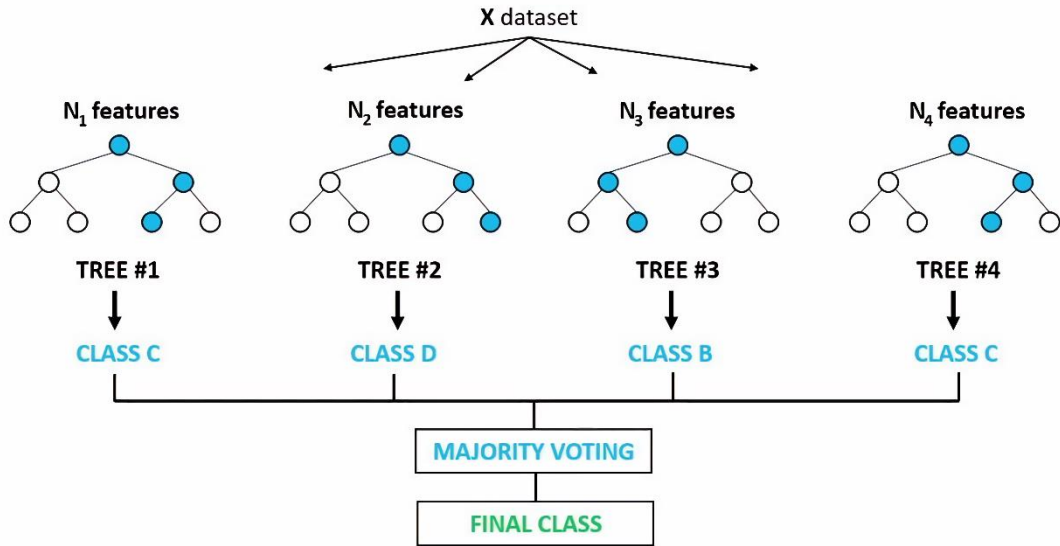 X dataset
N₁ features N₂ features N₃ features N₄ features
TREE #1 TREE #2 TREE #3 TREE #4
CLASS C CLASS D CLASS B CLASS C
MAJORITY VOTING
FINAL CLASS